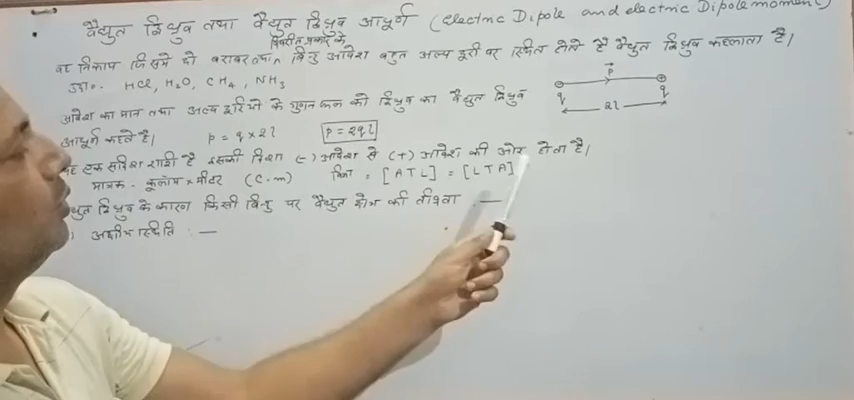 वैद्युत द्विध्रुव तथा वैद्युत द्विध्रुव आघूर्ण (electric Dipole and electric Dipole moment)
विपरीत प्रकार के
वह निकाय जिसमें दो बराबर तथा किन्तु आवेश बहुत अल्प दूरी पर स्थित होते हैं वैद्युत द्विध्रुव कहलाता है।
उदा०. HCl, H₂O, CH₄, NH₃
आवेश का मान तथा अल्प दूरियों के गुणनफल को द्विध्रुव का वैद्युत द्विध्रुव
आघूर्ण कहते हैं। p = q × 2l p = 2ql
p q q 2l
यह एक सदिश राशी है इसकी दिशा (-) आवेश से (+) आवेश की ओर होता है।
मात्रक - कूलॉम × मीटर (C.m) विमा = [ATL] = [LTA]
द्विध्रुव के कारण किसी बिन्दु पर वैद्युत क्षेत्र की तीव्रता —
अक्षीय स्थिति : —